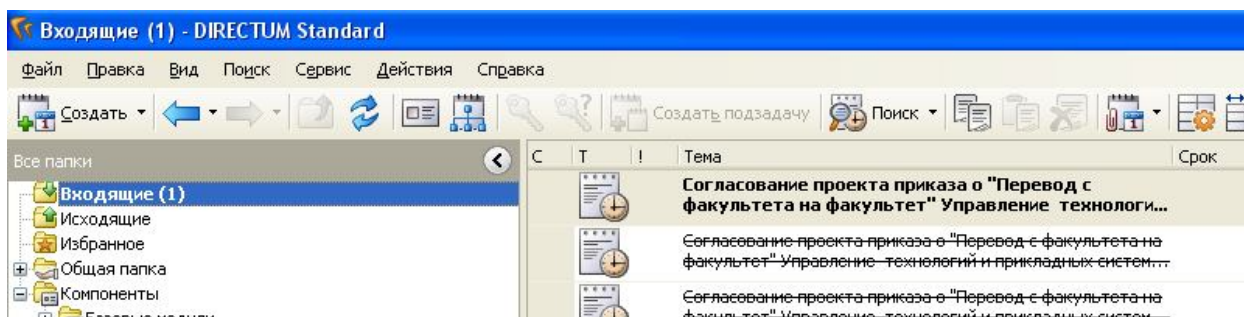 Входящие (1) - DIRECTUM Standard
Файл Правка Вид Поиск Сервис Действия Справка
Создать Создать подзадачу Поиск
Все папки
С Т ! Тема Срок
Входящие (1)
Исходящие
Избранное
Общая папка
Компоненты
Согласование проекта приказа о "Перевод с
факультета на факультет" Управление технологи...
Согласование проекта приказа о "Перевод с факультета на
факультет" Управление технологий и прикладных систем...
Согласование проекта приказа о "Перевод с факультета на